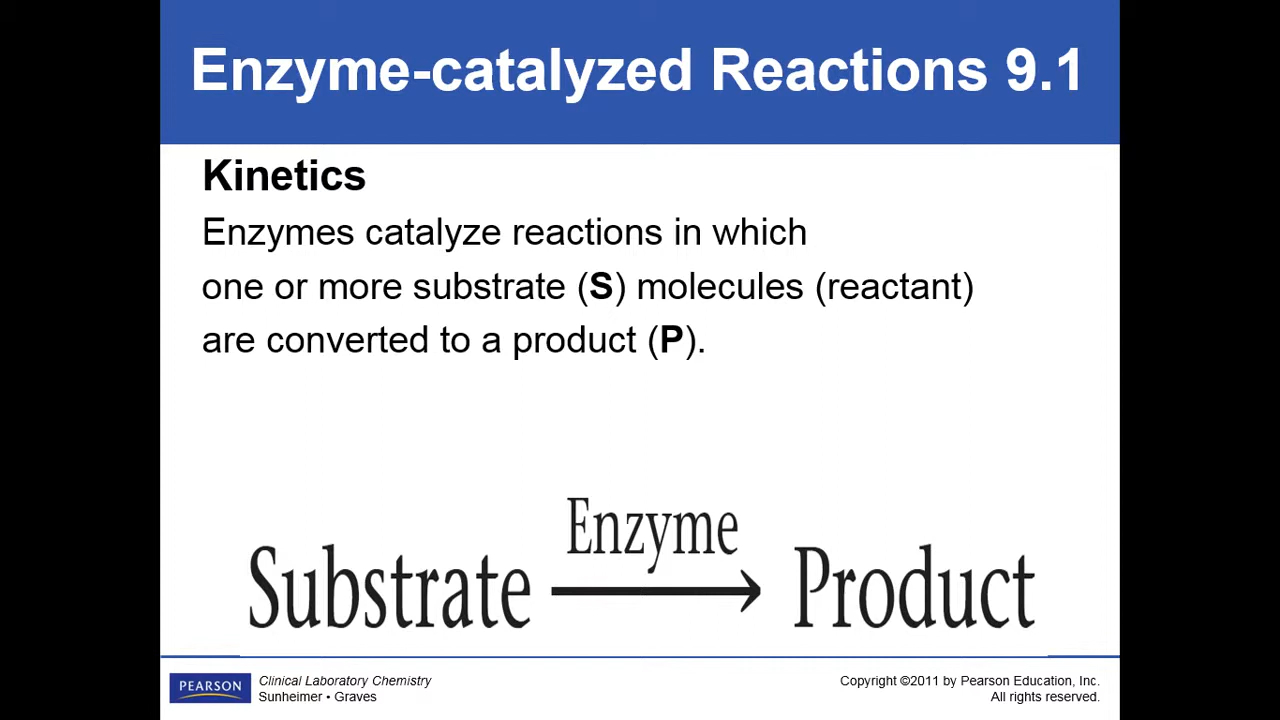 Enzyme-catalyzed Reactions 9.1
Kinetics
Enzymes catalyze reactions in which
one or more substrate (S) molecules (reactant)
are converted to a product (P).
Enzyme
Substrate → Product
PEARSON
Clinical Laboratory Chemistry
Sunheimer • Graves
Copyright ©2011 by Pearson Education, Inc.
All rights reserved.